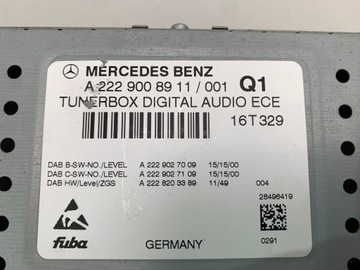 MERCEDES BENZ
A 222 900 89 11 / 001 Q1
TUNERBOX DIGITAL AUDIO ECE
16T329
DAB B-SW-NO./LEVEL A 222 902 70 09 15/15/00
DAB C-SW-NO./LEVEL A 222 902 71 09 15/15/00
DAB HW/Level/ZGS A 222 820 33 89 11/49 004
28496419
fuba
GERMANY
0291